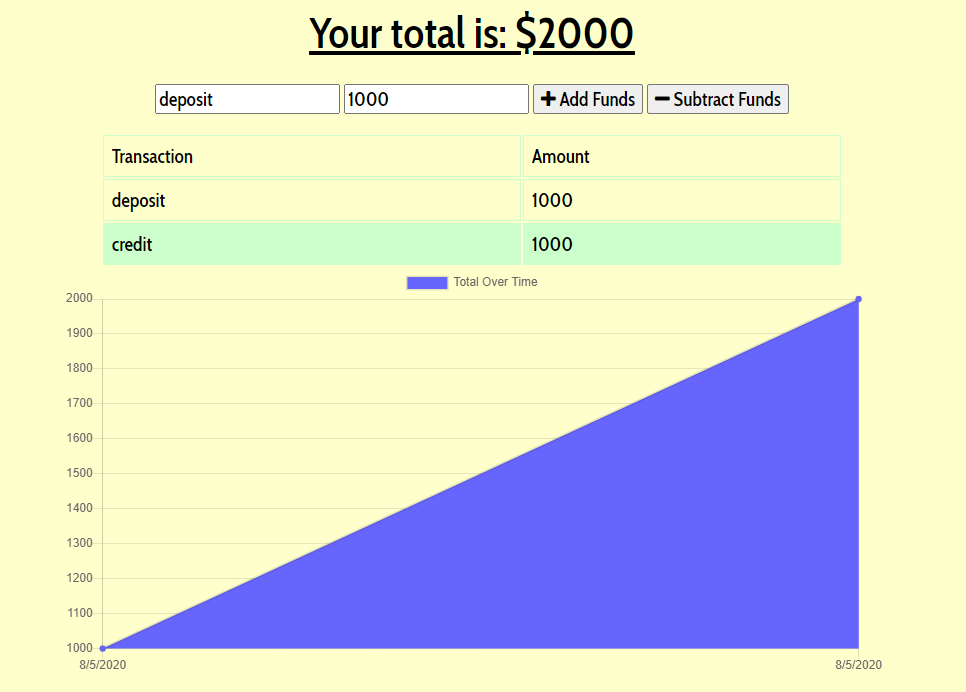 Your total is: $2000
deposit 1000 Add Funds Subtract Funds
Transaction Amount
deposit 1000
credit 1000
Total Over Time
2000
1900
1800
1700
1600
1500
1400
1300
1200
1100
1000
8/5/2020 8/5/2020